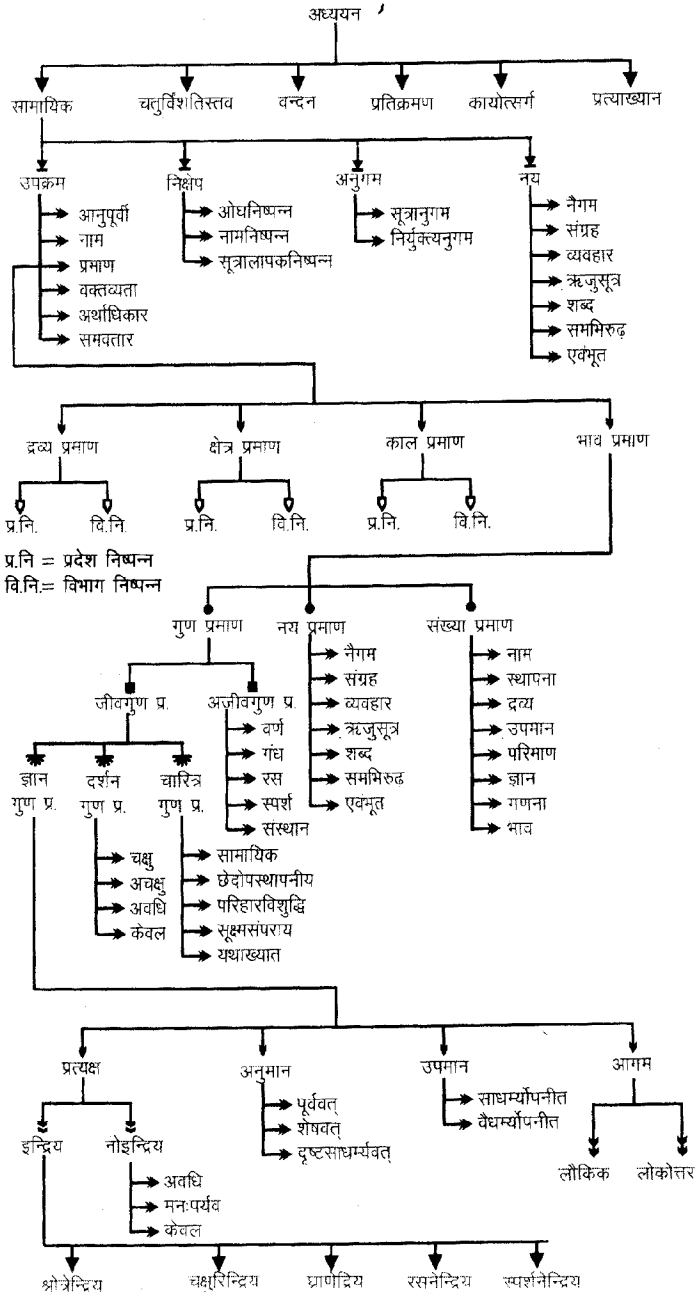 अध्ययन
सामायिक चतुर्विंशतिस्तव वन्दन प्रतिक्रमण कायोत्सर्ग प्रत्याख्यान
उपक्रम निक्षेप अनुगम नय
आनुपूर्वी
नाम
प्रमाण
वक्तव्यता
अर्थाधिकार
समवतार
ओघनिष्पन्न
नामनिष्पन्न
सूत्रालापकनिष्पन्न
सूत्रानुगम
निर्युक्त्यनुगम
नैगम
संग्रह
व्यवहार
ऋजुसूत्र
शब्द
समभिरुढ़
एवंभूत
द्रव्य प्रमाण क्षेत्र प्रमाण काल प्रमाण भाव प्रमाण
प्र.नि. वि.नि. प्र.नि. वि.नि. प्र.नि. वि.नि.
प्र.नि = प्रदेश निष्पन्न
वि.नि.= विभाग निष्पन्न
गुण प्रमाण नय प्रमाण संख्या प्रमाण
नैगम
संग्रह
व्यवहार
ऋजुसूत्र
शब्द
समभिरुढ
एवंभूत
नाम
स्थापना
द्रव्य
उपमान
परिमाण
ज्ञान
गणना
भाव
जीवगुण प्र. अजीवगुण प्र.
वर्ण
गंध
रस
स्पर्श
संस्थान
ज्ञान
गुण प्र.
दर्शन
गुण प्र.
चारित्र
गुण प्र.
चक्षु
अचक्षु
अवधि
केवल
सामायिक
छेदोपस्थापनीय
परिहारविशुद्धि
सूक्ष्मसंपराय
यथाख्यात
प्रत्यक्ष अनुमान उपमान आगम
पूर्ववत्
शेषवत्
दृष्टसाधर्म्यवत्
साधर्म्योपनीत
वैधर्म्योपनीत
लौकिक लोकोत्तर
इन्द्रिय नोइन्द्रिय
अवधि
मनःपर्यव
केवल
श्रोत्रेन्द्रिय चक्षुरिन्द्रिय घ्राणेंद्रिय रसनेन्द्रिय स्पर्शनेन्द्रिय